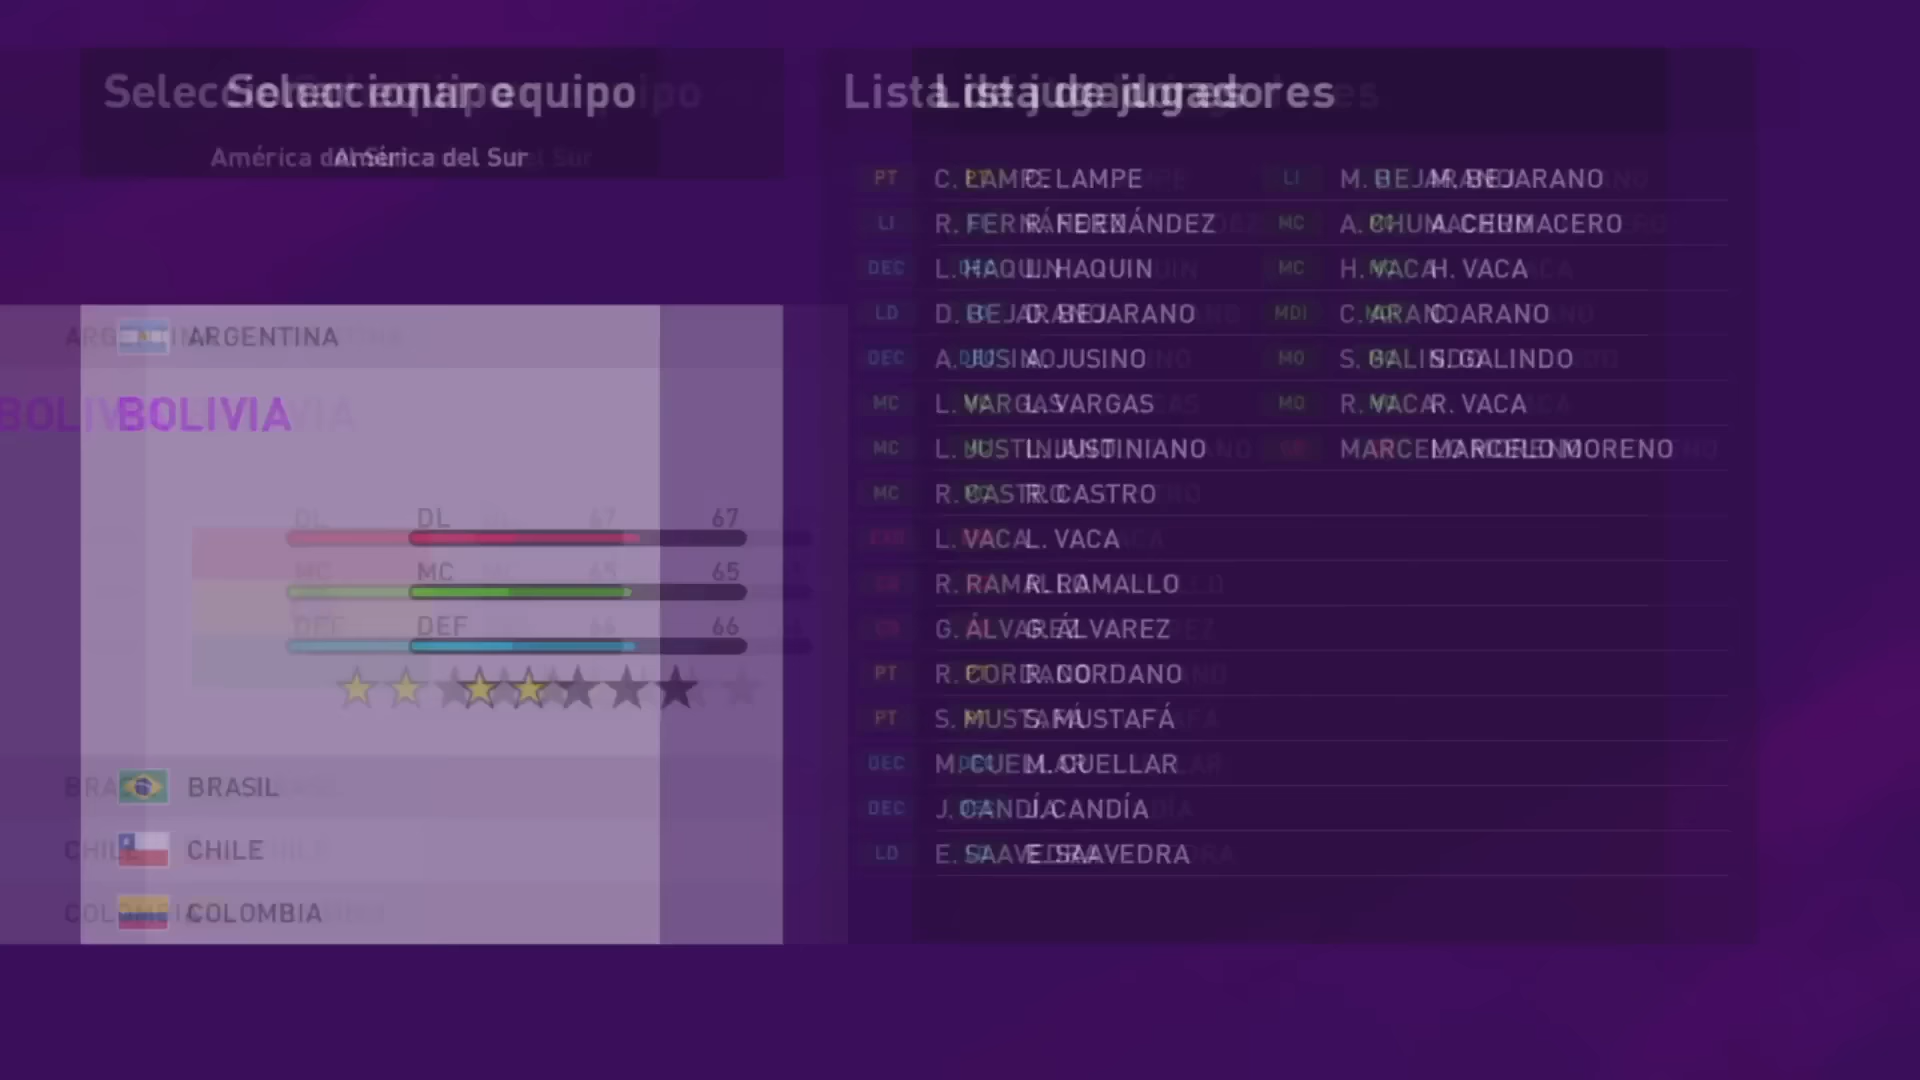 Seleccionar equipo
América del Sur
ARGENTINA
BOLIVIA
DL 67
MC 65
DEF 66
BRASIL
CHILE
COLOMBIA
Lista de jugadores
PT C. LAMPE
LI R. FERNÁNDEZ
DEC L. HAQUIN
LD D. BEJARANO
DEC A. JUSINO
MC L. VARGAS
MC L. JUSTINIANO
MC R. CASTRO
L. VACA
R. RAMALLO
G. ÁLVAREZ
PT R. CORDANO
PT S. MUSTAFÁ
DEC M. CUELLAR
DEC J. CANDÍA
LD E. SAAVEDRA
LI M. BEJARANO
MC A. CHUMACERO
MC H. VACA
MDI C. ARANO
MO S. GALINDO
MO R. VACA
MARCELO MORENO